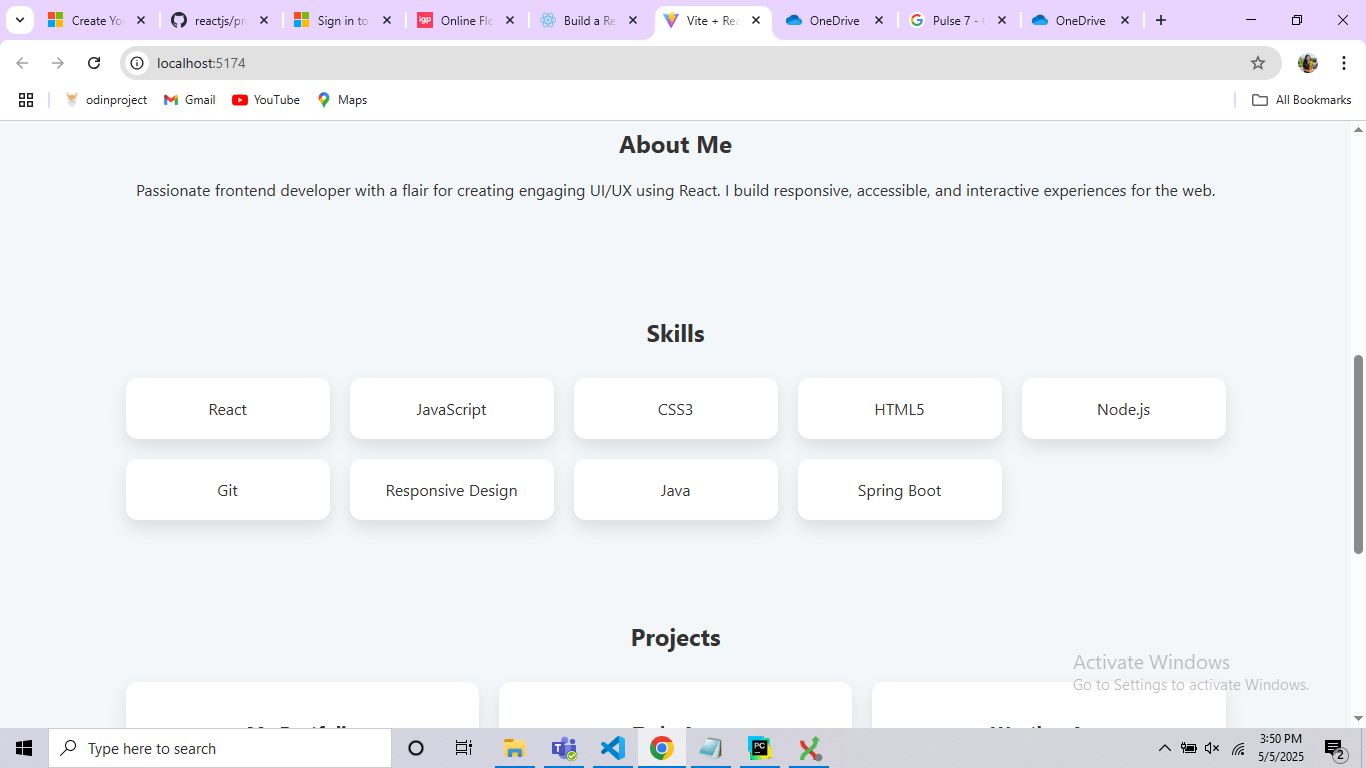 Create Yo
reactjs/pr
Sign in to
igp
Online Flo
Build a Re
Vite + Rea
OneDrive
Pulse 7 -
OneDrive
localhost:5174
odinproject
Gmail
YouTube
Maps
All Bookmarks
About Me
Passionate frontend developer with a flair for creating engaging UI/UX using React. I build responsive, accessible, and interactive experiences for the web.
Skills
React
JavaScript
CSS3
HTML5
Node.js
Git
Responsive Design
Java
Spring Boot
Projects
Activate Windows
Go to Settings to activate Windows.
Type here to search
PC
3:50 PM
5/5/2025
2